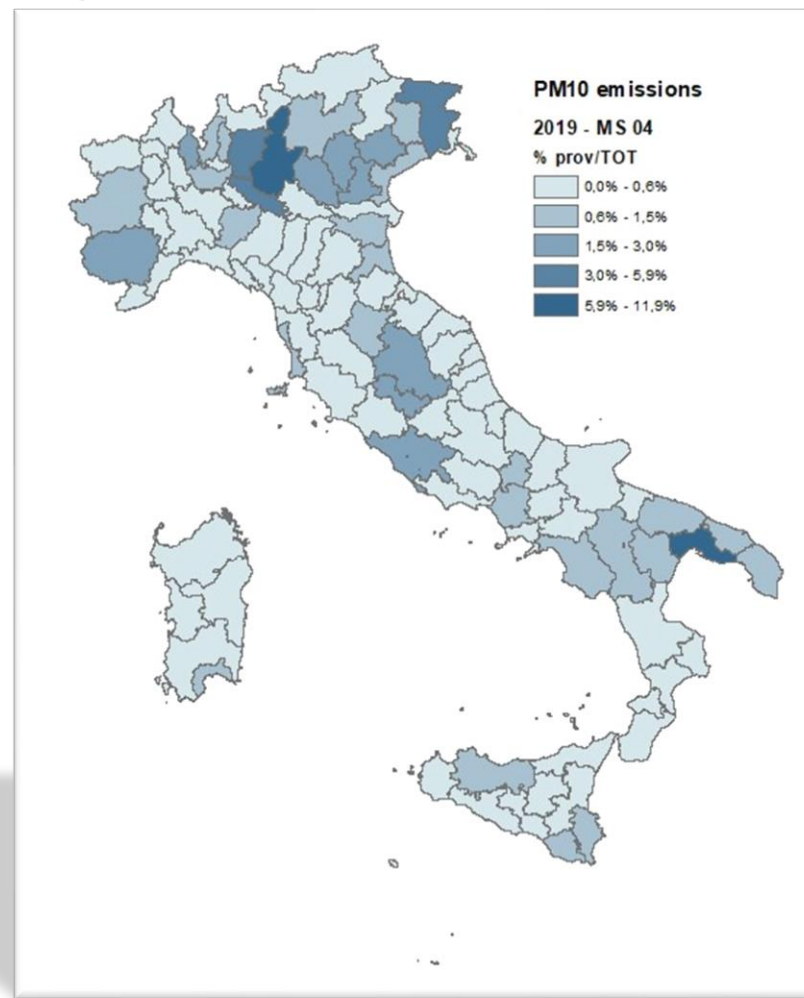 PM10 emissions
2019 - MS 04
% prov/TOT
0,0% - 0,6%
0,6% - 1,5%
1,5% - 3,0%
3,0% - 5,9%
5,9% - 11,9%